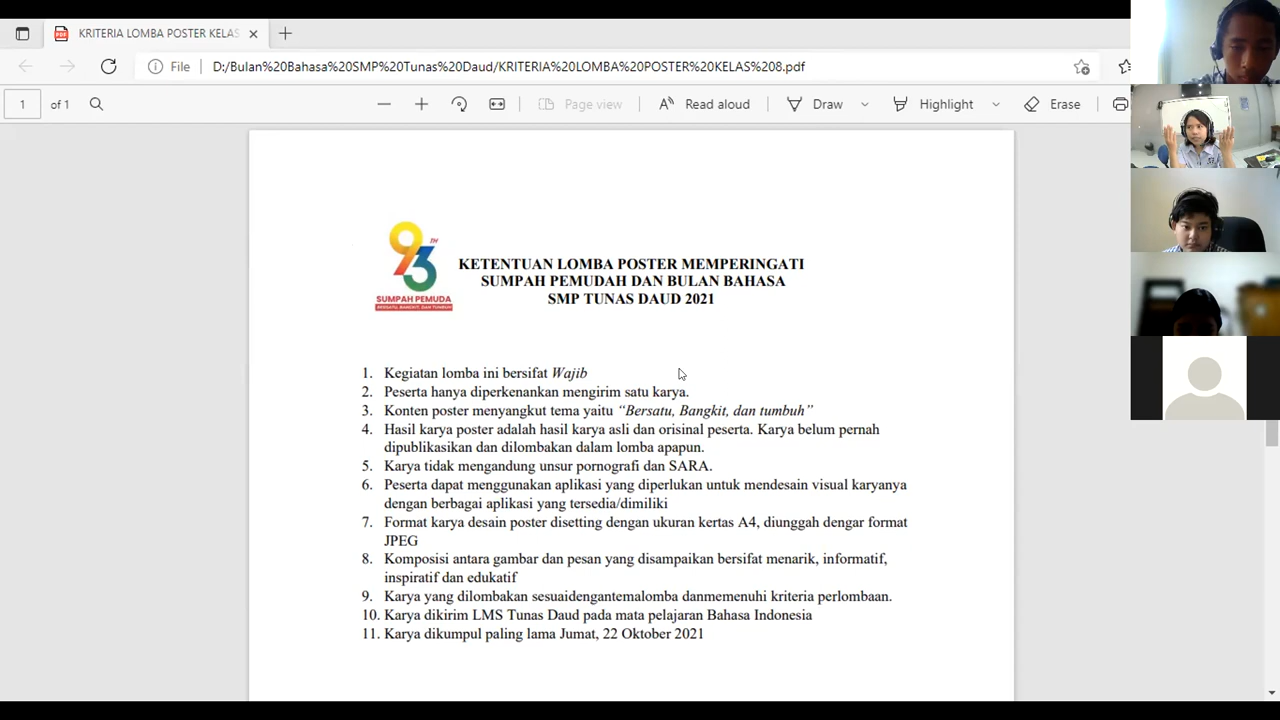 KRITERIA LOMBA POSTER KELAS
File
D:/Bulan%20Bahasa%20SMP%20Tunas%20Daud/KRITERIA%20LOMBA%20POSTER%20KELAS%208.pdf
1 of 1
Page view
Read aloud
Draw
Highlight
Erase
93 TH
SUMPAH PEMUDA
BERSATU, BANGKIT, DAN TUMBUH
KETENTUAN LOMBA POSTER MEMPERINGATI
SUMPAH PEMUDAH DAN BULAN BAHASA
SMP TUNAS DAUD 2021
1. Kegiatan lomba ini bersifat Wajib
2. Peserta hanya diperkenankan mengirim satu karya.
3. Konten poster menyangkut tema yaitu “Bersatu, Bangkit, dan tumbuh”
4. Hasil karya poster adalah hasil karya asli dan orisinal peserta. Karya belum pernah
dipublikasikan dan dilombakan dalam lomba apapun.
5. Karya tidak mengandung unsur pornografi dan SARA.
6. Peserta dapat menggunakan aplikasi yang diperlukan untuk mendesain visual karyanya
dengan berbagai aplikasi yang tersedia/dimiliki
7. Format karya desain poster disetting dengan ukuran kertas A4, diunggah dengar format
JPEG
8. Komposisi antara gambar dan pesan yang disampaikan bersifat menarik, informatif,
inspiratif dan edukatif
9. Karya yang dilombakan sesuaidengantemalomba danmemenuhi kriteria perlombaan.
10. Karya dikirim LMS Tunas Daud pada mata pelajaran Bahasa Indonesia
11. Karya dikumpul paling lama Jumat, 22 Oktober 2021